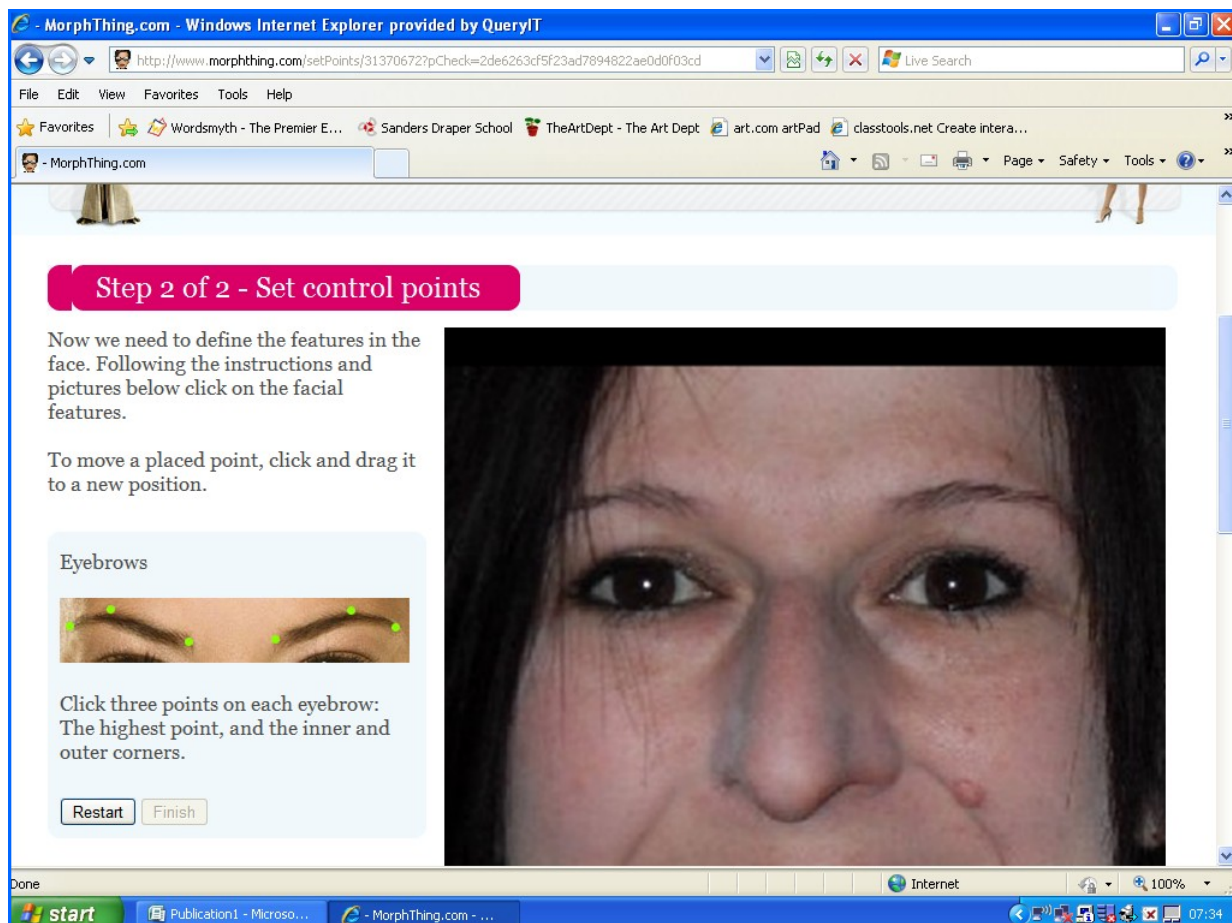 - MorphThing.com - Windows Internet Explorer provided by QueryIT
http://www.morphthing.com/setPoints/31370672?pCheck=2de6263cf5f23ad7894822ae0d0f03cd
Live Search
File Edit View Favorites Tools Help
Favorites Wordsmyth - The Premier E... Sanders Draper School TheArtDept - The Art Dept art.com artPad classtools.net Create intera... »
- MorphThing.com Page Safety Tools »
Step 2 of 2 - Set control points
Now we need to define the features in the
face. Following the instructions and
pictures below click on the facial
features.
To move a placed point, click and drag it
to a new position.
Eyebrows
Click three points on each eyebrow:
The highest point, and the inner and
outer corners.
Restart Finish
Done Internet 100%
start Publication1 - Microso... - MorphThing.com - ... 07:34